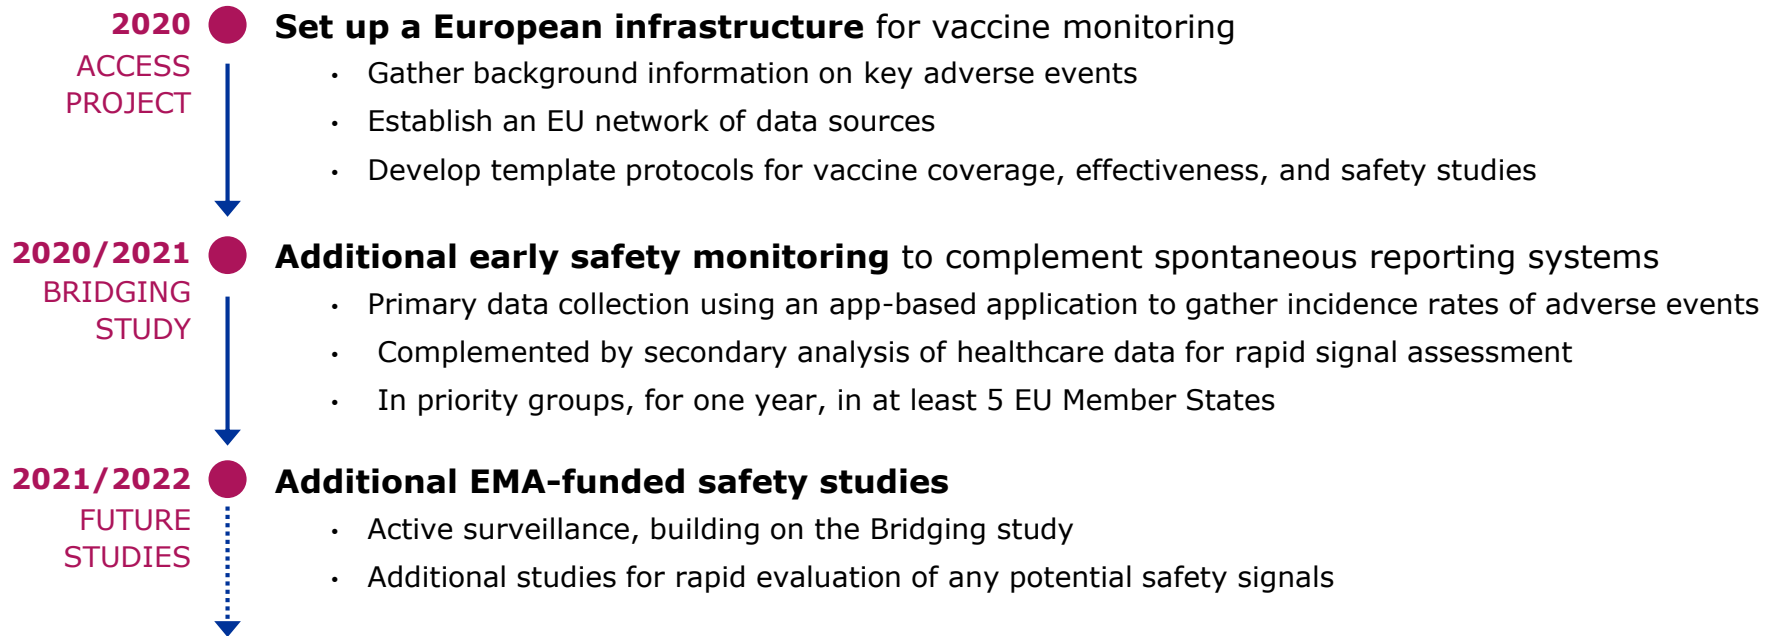 2020
ACCESS
PROJECT
Set up a European infrastructure for vaccine monitoring
• Gather background information on key adverse events
• Establish an EU network of data sources
• Develop template protocols for vaccine coverage, effectiveness, and safety studies
2020/2021
BRIDGING
STUDY
Additional early safety monitoring to complement spontaneous reporting systems
• Primary data collection using an app-based application to gather incidence rates of adverse events
• Complemented by secondary analysis of healthcare data for rapid signal assessment
• In priority groups, for one year, in at least 5 EU Member States
2021/2022
FUTURE
STUDIES
Additional EMA-funded safety studies
• Active surveillance, building on the Bridging study
• Additional studies for rapid evaluation of any potential safety signals